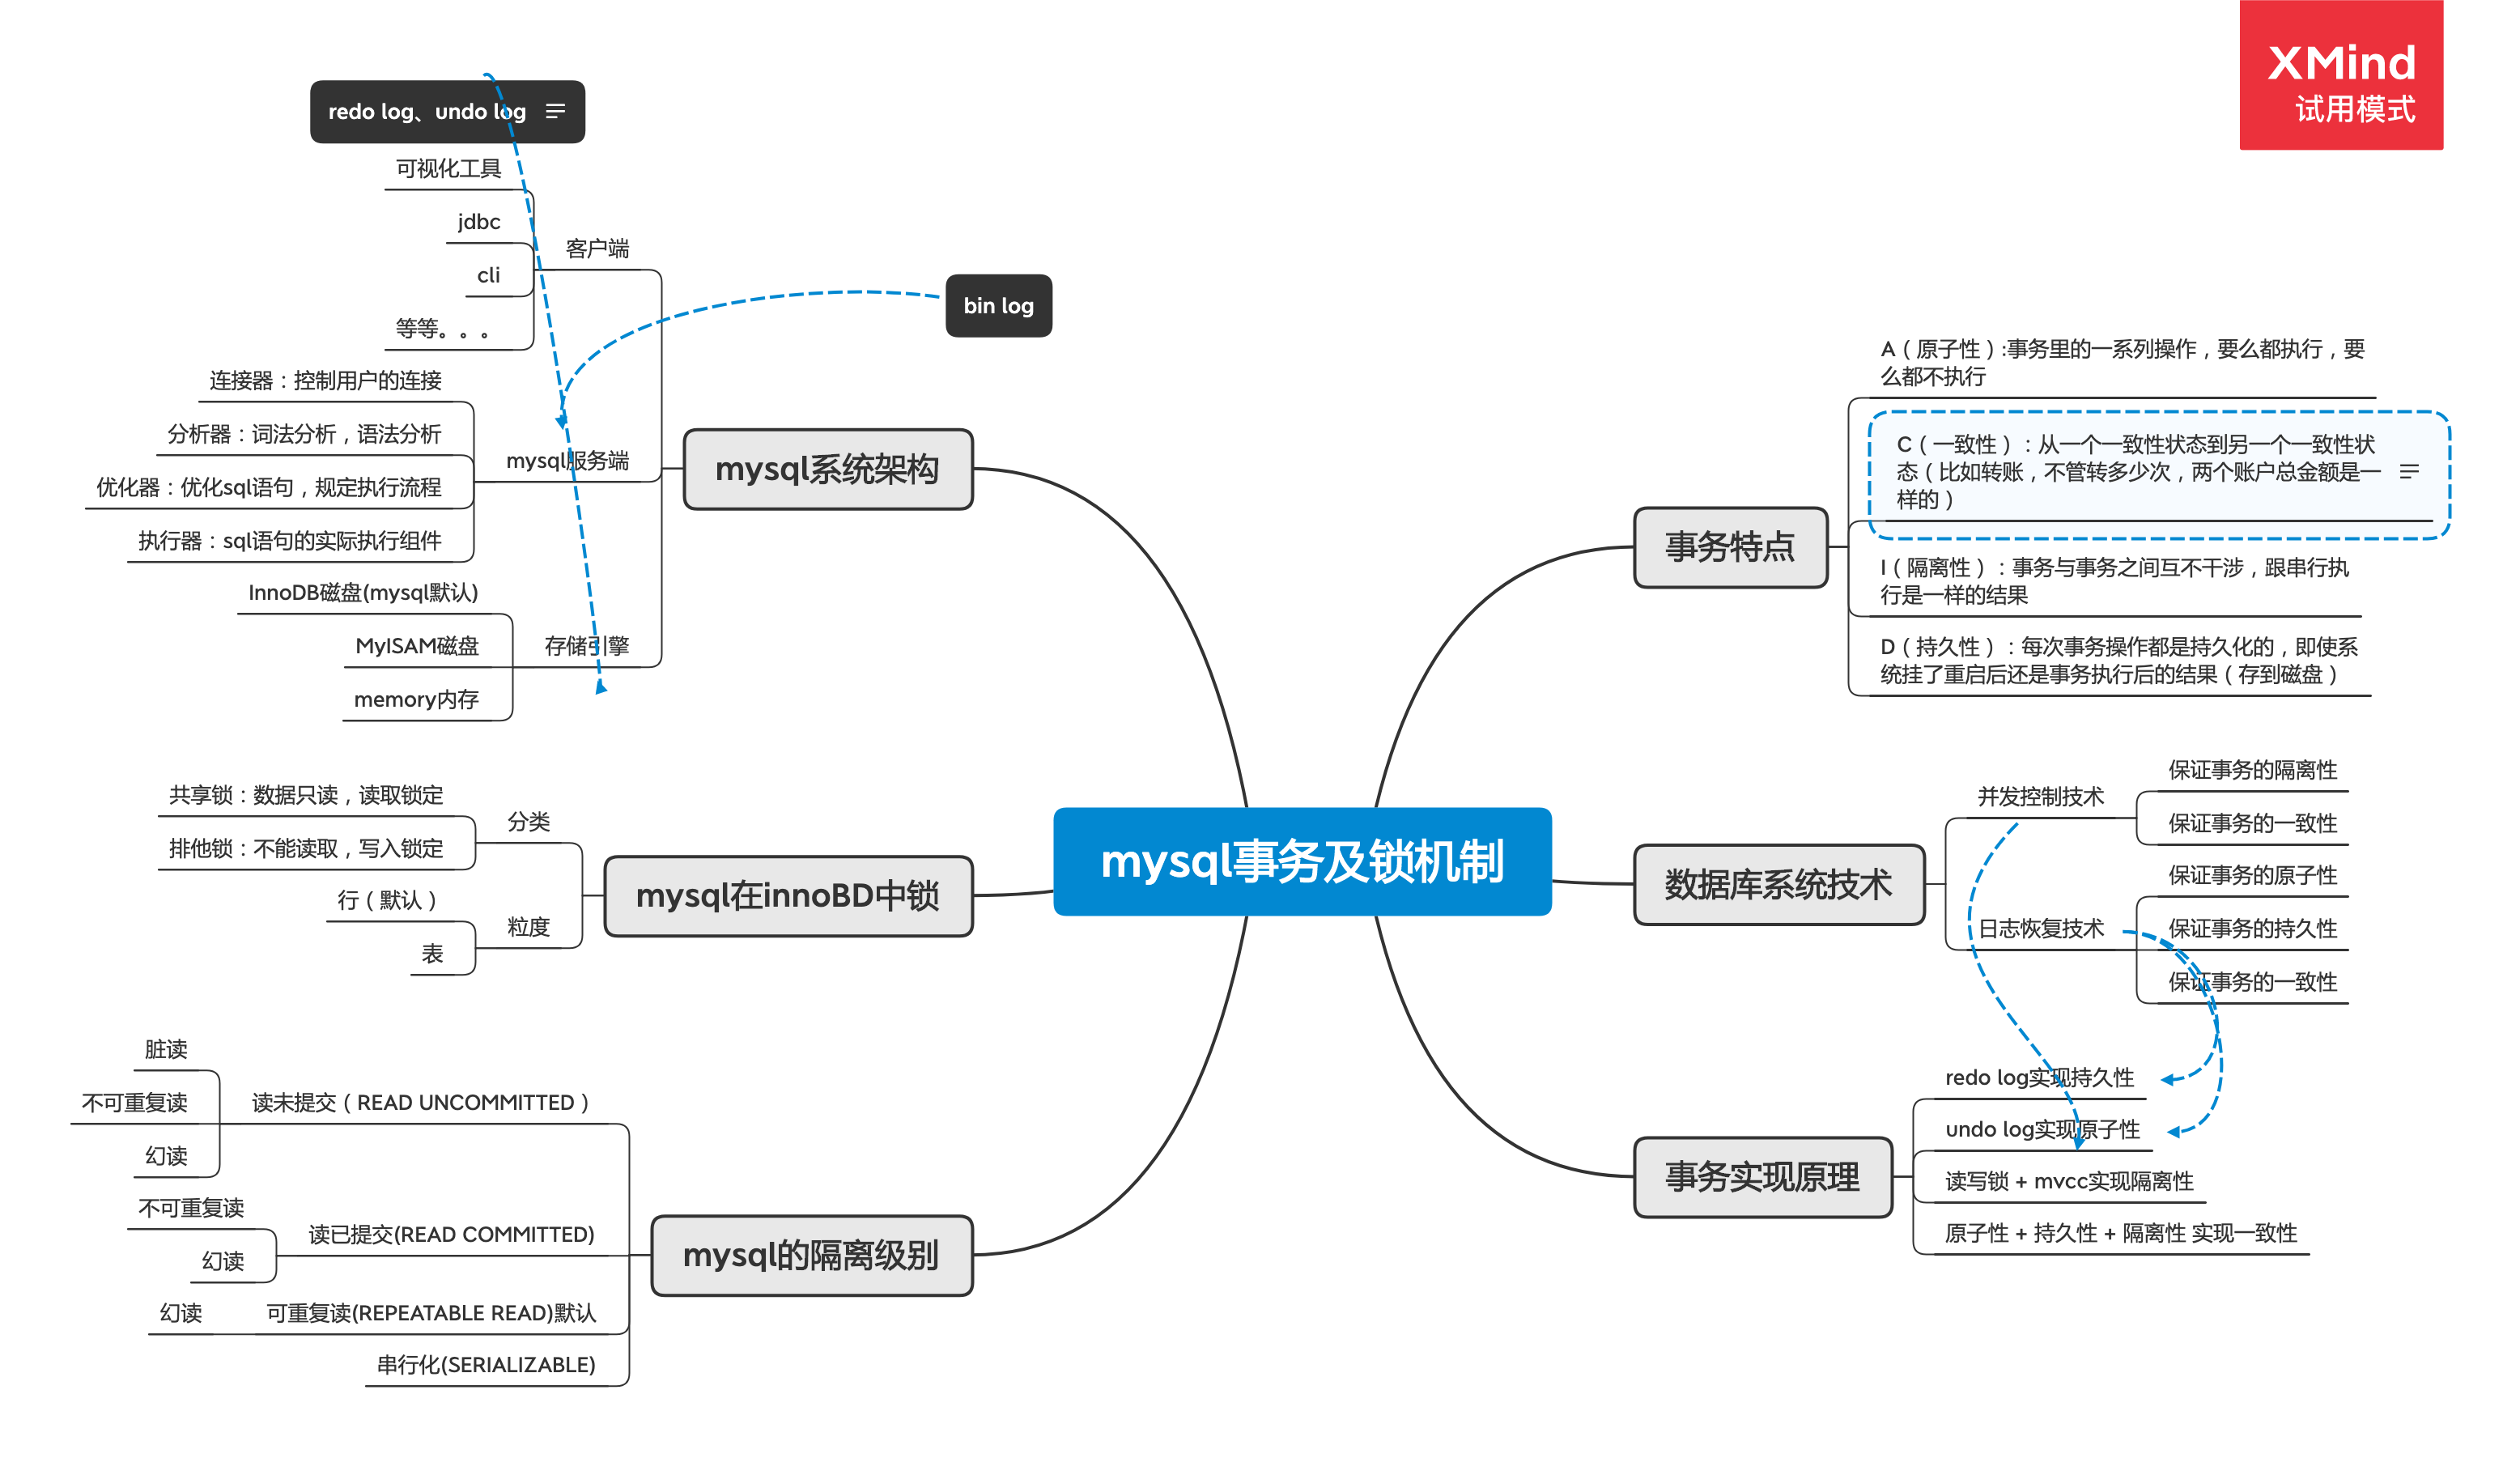 XMind
试用模式
redo log、undo log
可视化工具
jdbc
cli
等等。。。
客户端
bin log
连接器：控制用户的连接
分析器：词法分析，语法分析
优化器：优化sql语句，规定执行流程
执行器：sql语句的实际执行组件
mysql服务端
InnoDB磁盘(mysql默认)
MyISAM磁盘
memory内存
存储引擎
mysql系统架构
共享锁：数据只读，读取锁定
排他锁：不能读取，写入锁定
分类
行（默认）
表
粒度
mysql在innoBD中锁
脏读
不可重复读
幻读
读未提交（READ UNCOMMITTED）
不可重复读
幻读
读已提交(READ COMMITTED)
幻读
可重复读(REPEATABLE READ)默认
串行化(SERIALIZABLE)
mysql的隔离级别
mysql事务及锁机制
事务特点
A（原子性）:事务里的一系列操作，要么都执行，要
么都不执行
C（一致性）：从一个一致性状态到另一个一致性状
态（比如转账，不管转多少次，两个账户总金额是一
样的）
I（隔离性）：事务与事务之间互不干涉，跟串行执
行是一样的结果
D（持久性）：每次事务操作都是持久化的，即使系
统挂了重启后还是事务执行后的结果（存到磁盘）
数据库系统技术
并发控制技术
保证事务的隔离性
保证事务的一致性
日志恢复技术
保证事务的原子性
保证事务的持久性
保证事务的一致性
事务实现原理
redo log实现持久性
undo log实现原子性
读写锁 + mvcc实现隔离性
原子性 + 持久性 + 隔离性 实现一致性